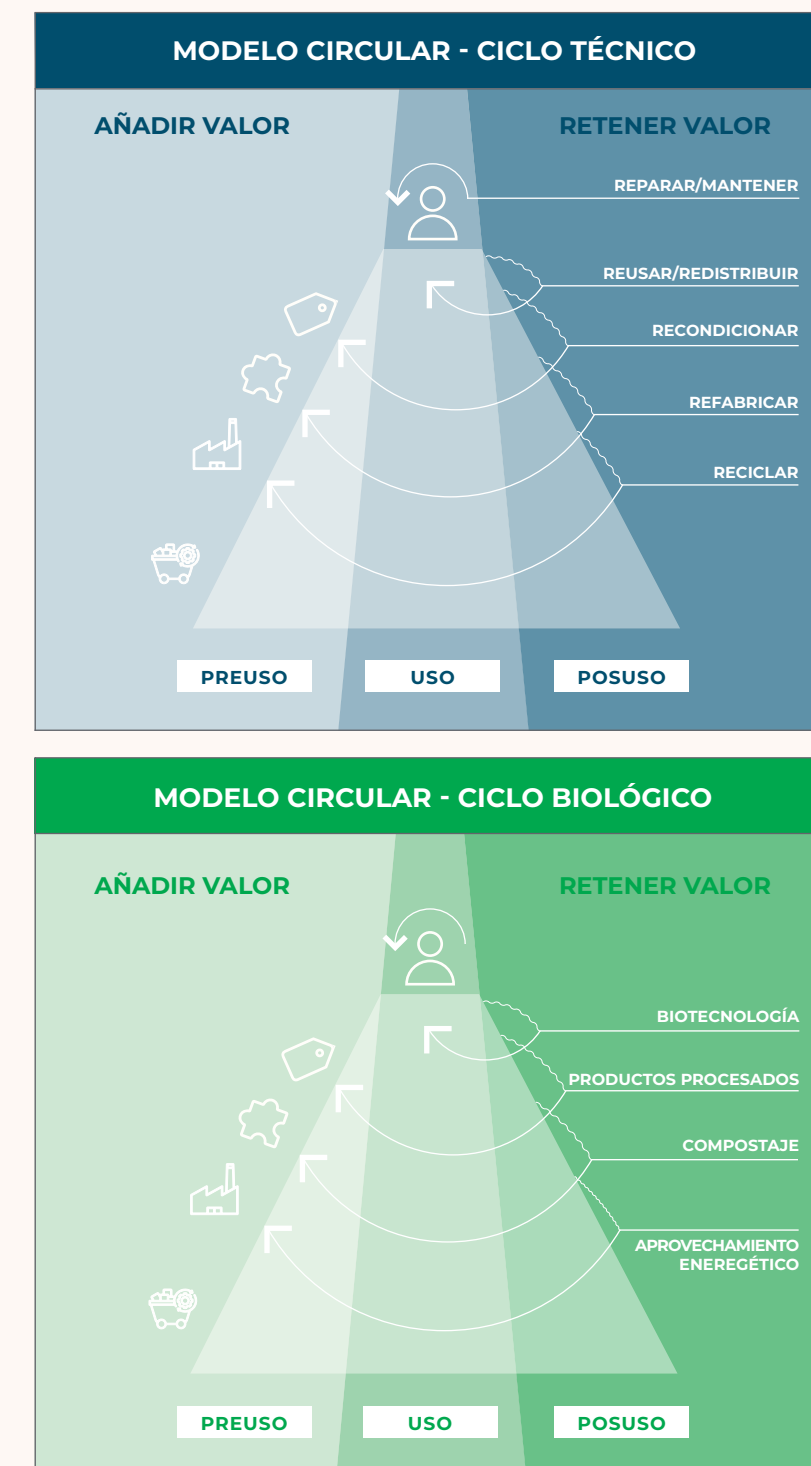 MODELO CIRCULAR - CICLO TÉCNICO
AÑADIR VALOR
RETENER VALOR
REPARAR/MANTENER
REUSAR/REDISTRIBUIR
RECONDICIONAR
REFABRICAR
RECICLAR
PREUSO
USO
POSUSO
MODELO CIRCULAR - CICLO BIOLÓGICO
AÑADIR VALOR
RETENER VALOR
BIOTECNOLOGÍA
PRODUCTOS PROCESADOS
COMPOSTAJE
APROVECHAMIENTO
ENEREGÉTICO
PREUSO
USO
POSUSO